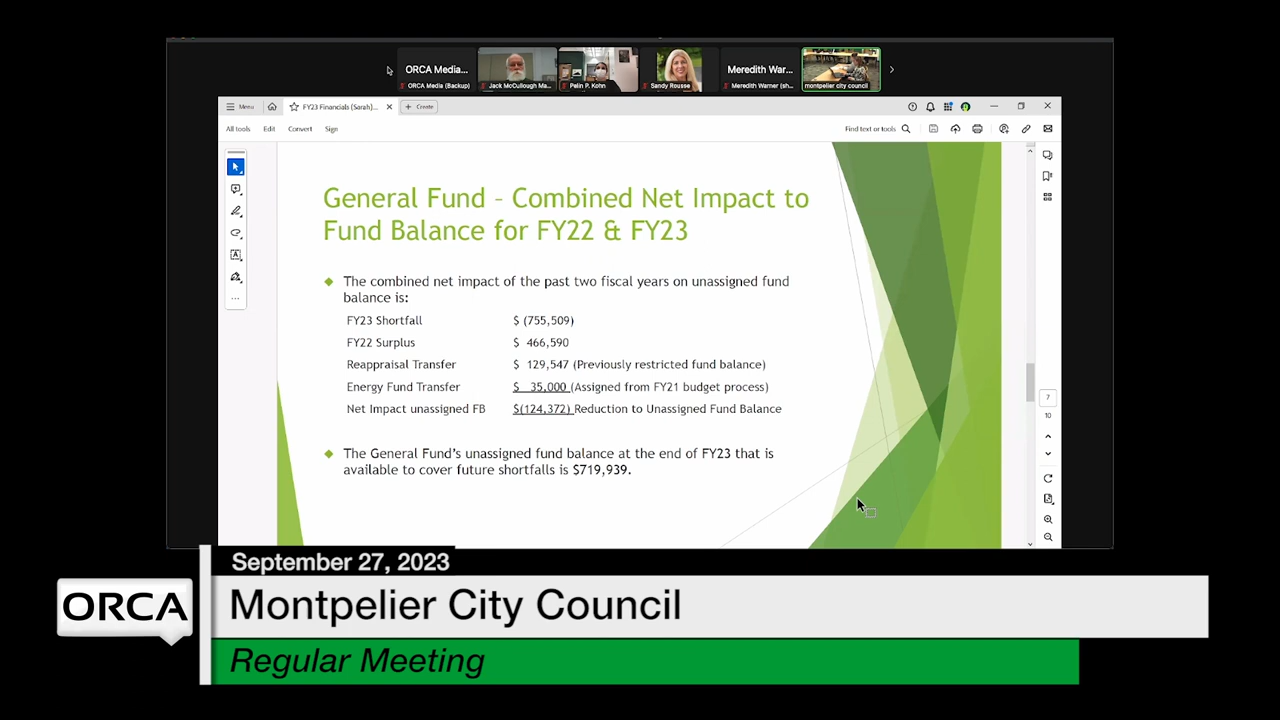 ORCA Media...
Meredith War...
ORCA Media (Backup)
Jack McCullough Ma...
Pelin P. Kohn
Sandy Rousse
Meredith Warner (sh...
montpelier city council
Menu
FY23 Financials (Sarah)...
Create
All tools
Edit
Convert
Sign
Find text or tools
General Fund – Combined Net Impact to
Fund Balance for FY22 & FY23
The combined net impact of the past two fiscal years on unassigned fund
balance is:
FY23 Shortfall $ (755,509)
FY22 Surplus $ 466,590
Reappraisal Transfer $ 129,547 (Previously restricted fund balance)
Energy Fund Transfer $ 35,000 (Assigned from FY21 budget process)
Net Impact unassigned FB $(124,372) Reduction to Unassigned Fund Balance
The General Fund's unassigned fund balance at the end of FY23 that is
available to cover future shortfalls is $719,939.
7
10
September 27, 2023
ORCA
Montpelier City Council
Regular Meeting